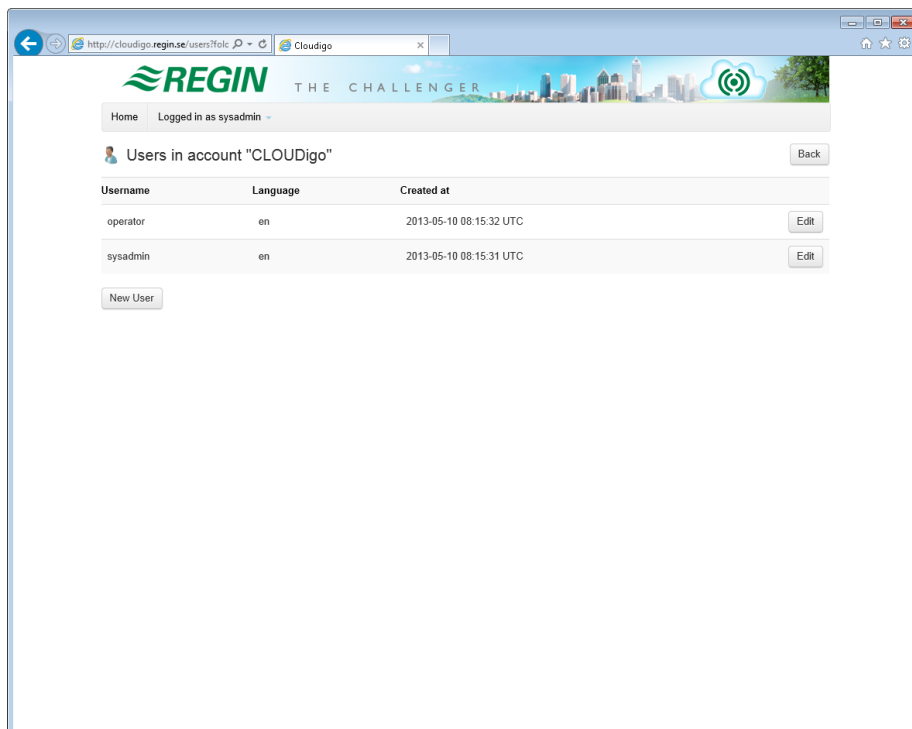 http://cloudigo.regin.se/users?folc
Cloudigo
REGIN THE CHALLENGER
Home Logged in as sysadmin
Users in account "CLOUDigo" Back
Username Language Created at
operator en 2013-05-10 08:15:32 UTC Edit
sysadmin en 2013-05-10 08:15:31 UTC Edit
New User